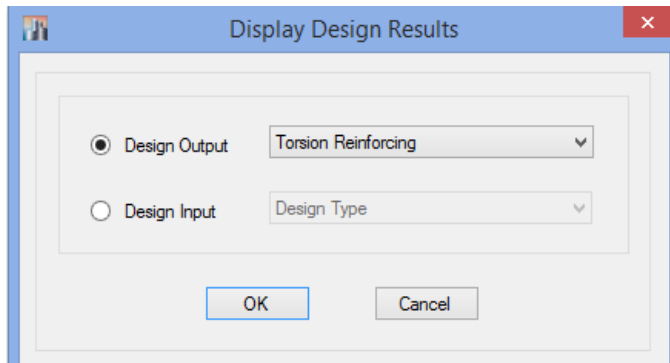 Display Design Results
Design Output Torsion Reinforcing
Design Input Design Type
OK Cancel